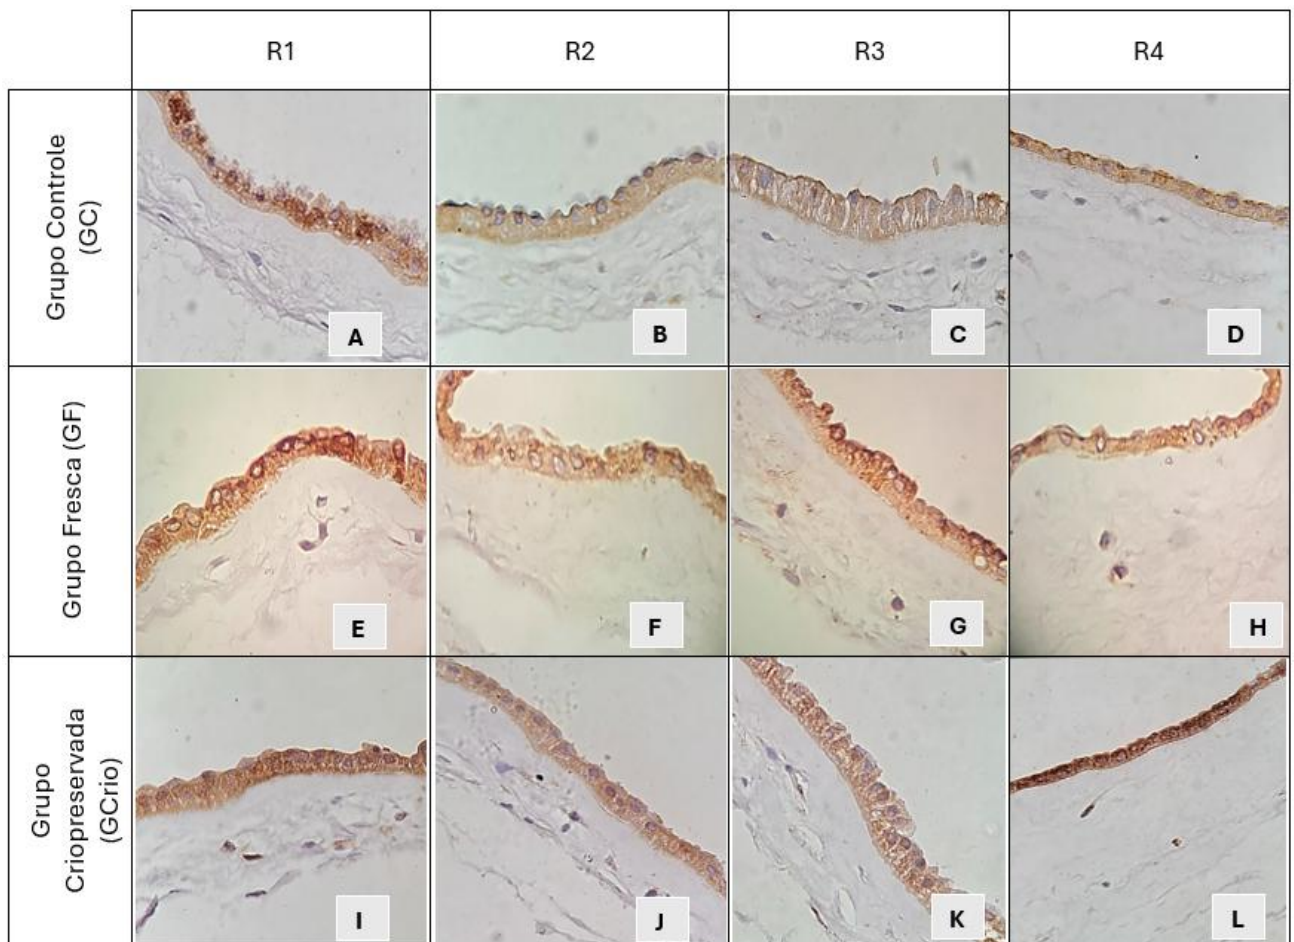 R1
R2
R3
R4
Grupo Controle
(GC)
A
B
C
D
Grupo Fresca (GF)
E
F
G
H
Grupo
Criopreservada
(GCrio)
I
J
K
L